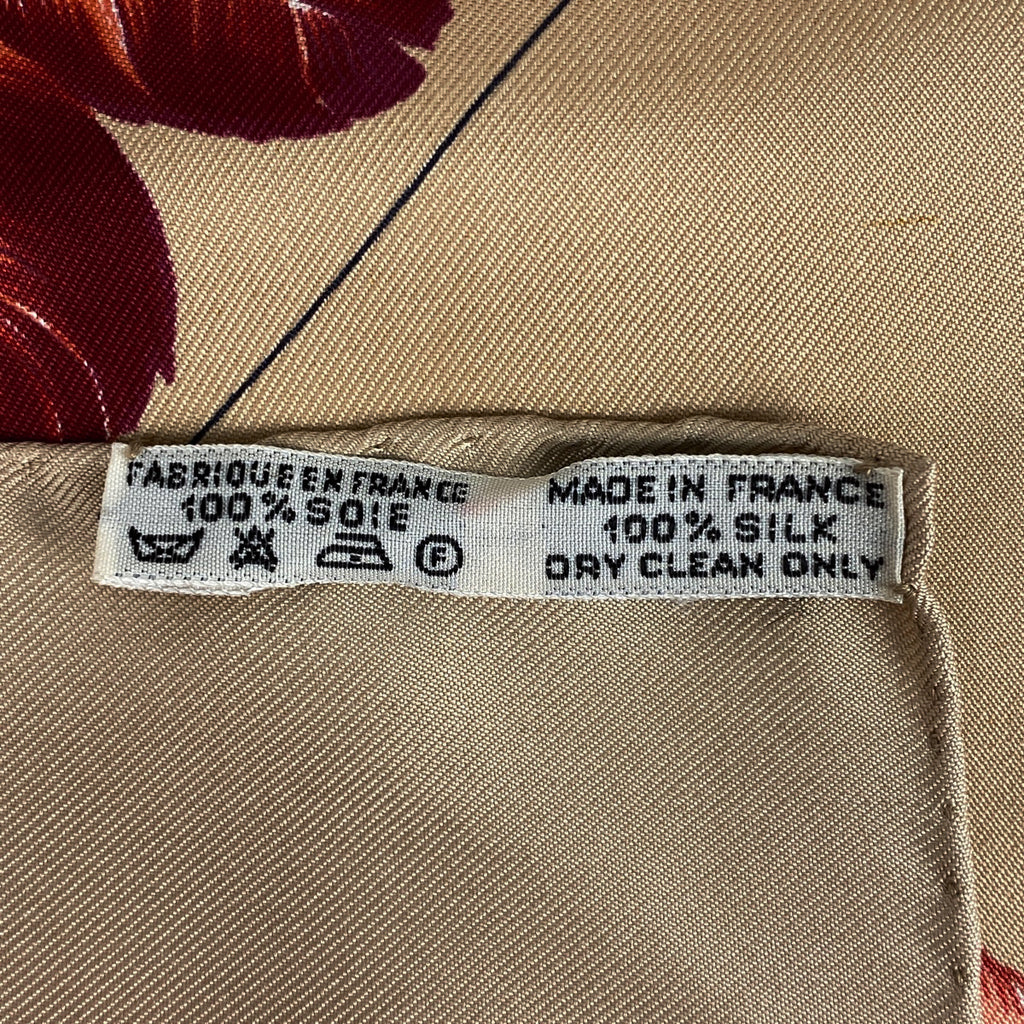 FABRIQUE EN FRANCE
100% SOIE
F
MADE IN FRANCE
100% SILK
DRY CLEAN ONLY